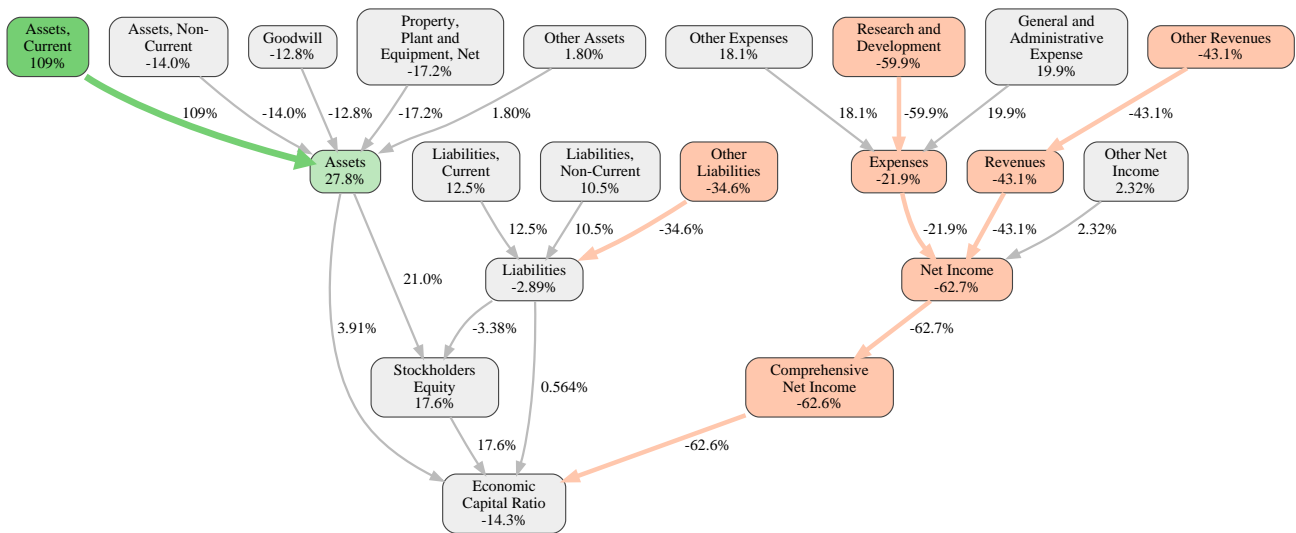 Assets,
Current
109%
Assets, Non-
Current
-14.0%
Goodwill
-12.8%
Property,
Plant and
Equipment, Net
-17.2%
Other Assets
1.80%
Other Expenses
18.1%
Research and
Development
-59.9%
General and
Administrative
Expense
19.9%
Other Revenues
-43.1%
109%
-14.0%
-12.8%
-17.2%
1.80%
18.1%
-59.9%
19.9%
-43.1%
Assets
27.8%
Liabilities,
Current
12.5%
Liabilities,
Non-Current
10.5%
Other
Liabilities
-34.6%
Expenses
-21.9%
Revenues
-43.1%
Other Net
Income
2.32%
12.5%
10.5%
-34.6%
-21.9%
-43.1%
2.32%
21.0%
Liabilities
-2.89%
Net Income
-62.7%
3.91%
-3.38%
-62.7%
0.564%
Stockholders
Equity
17.6%
Comprehensive
Net Income
-62.6%
17.6%
-62.6%
Economic
Capital Ratio
-14.3%